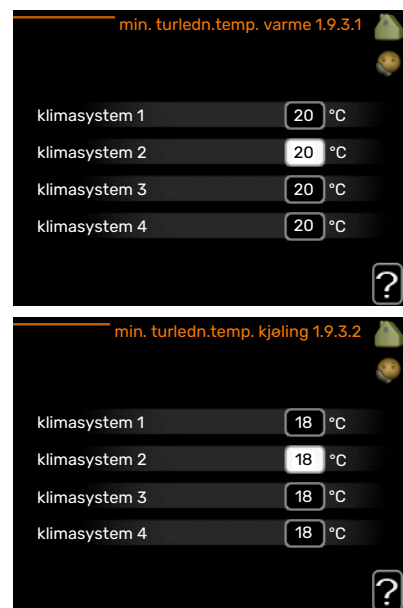 min. turledn.temp. varme 1.9.3.1
klimasystem 1 20 °C
klimasystem 2 20 °C
klimasystem 3 20 °C
klimasystem 4 20 °C
?
min. turledn.temp. kjøling 1.9.3.2
klimasystem 1 18 °C
klimasystem 2 18 °C
klimasystem 3 18 °C
klimasystem 4 18 °C
?